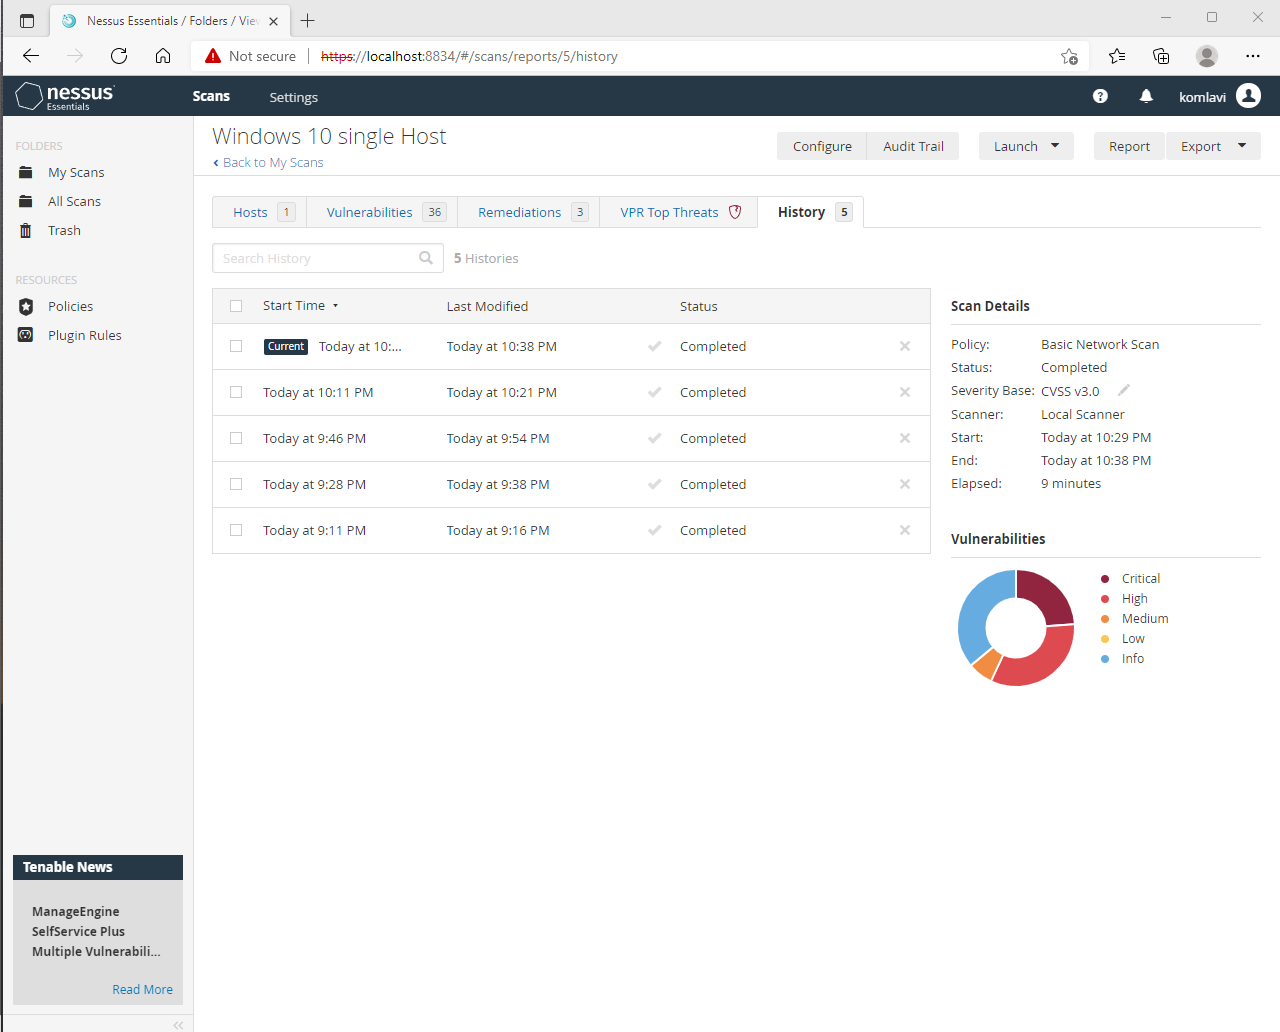 Nessus Essentials / Folders / Vie
Not secure
https://localhost:8834/#/scans/reports/5/history
nessus
Essentials
Scans
Settings
komlavi
FOLDERS
My Scans
All Scans
Trash
RESOURCES
Policies
Plugin Rules
Tenable News
ManageEngine
SelfService Plus
Multiple Vulnerabili...
Read More
Windows 10 single Host
Back to My Scans
Configure
Audit Trail
Launch
Report
Export
Hosts 1
Vulnerabilities 36
Remediations 3
VPR Top Threats
History 5
Search History
5 Histories
Start Time Last Modified Status
Current Today at 10:... Today at 10:38 PM Completed
Today at 10:11 PM Today at 10:21 PM Completed
Today at 9:46 PM Today at 9:54 PM Completed
Today at 9:28 PM Today at 9:38 PM Completed
Today at 9:11 PM Today at 9:16 PM Completed
Scan Details
Policy: Basic Network Scan
Status: Completed
Severity Base: CVSS v3.0
Scanner: Local Scanner
Start: Today at 10:29 PM
End: Today at 10:38 PM
Elapsed: 9 minutes
Vulnerabilities
Critical
High
Medium
Low
Info